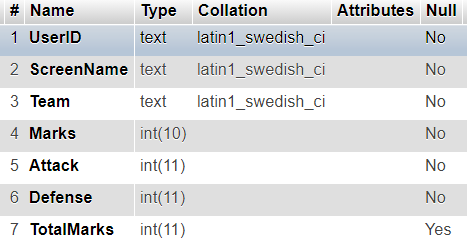 # Name Type Collation Attributes Null
1 UserID text latin1_swedish_ci No
2 ScreenName text latin1_swedish_ci No
3 Team text latin1_swedish_ci No
4 Marks int(10) No
5 Attack int(11) No
6 Defense int(11) No
7 TotalMarks int(11) Yes